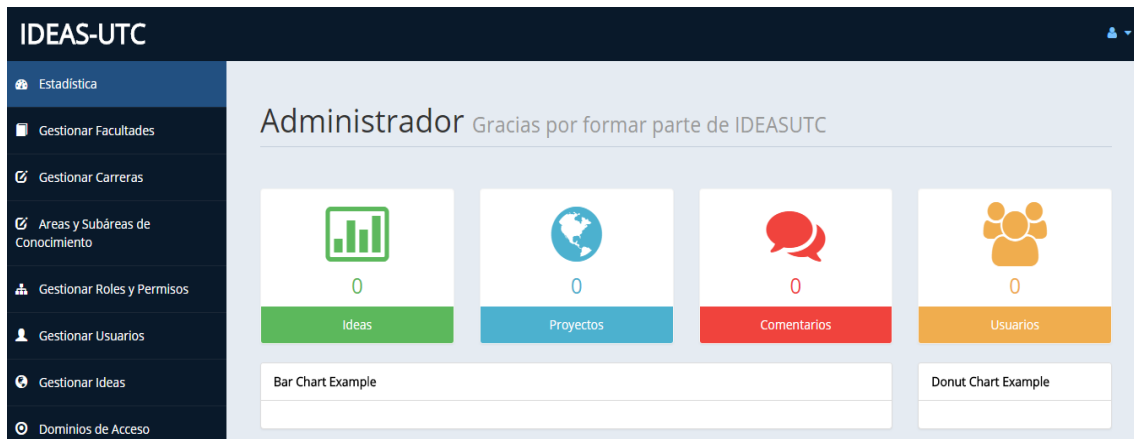 IDEAS-UTC
Estadística
Gestionar Facultades
Gestionar Carreras
Areas y Subáreas de
Conocimiento
Gestionar Roles y Permisos
Gestionar Usuarios
Gestionar Ideas
Dominios de Acceso
Administrador Gracias por formar parte de IDEASUTC
0
Ideas
0
Proyectos
0
Comentarios
0
Usuarios
Bar Chart Example
Donut Chart Example